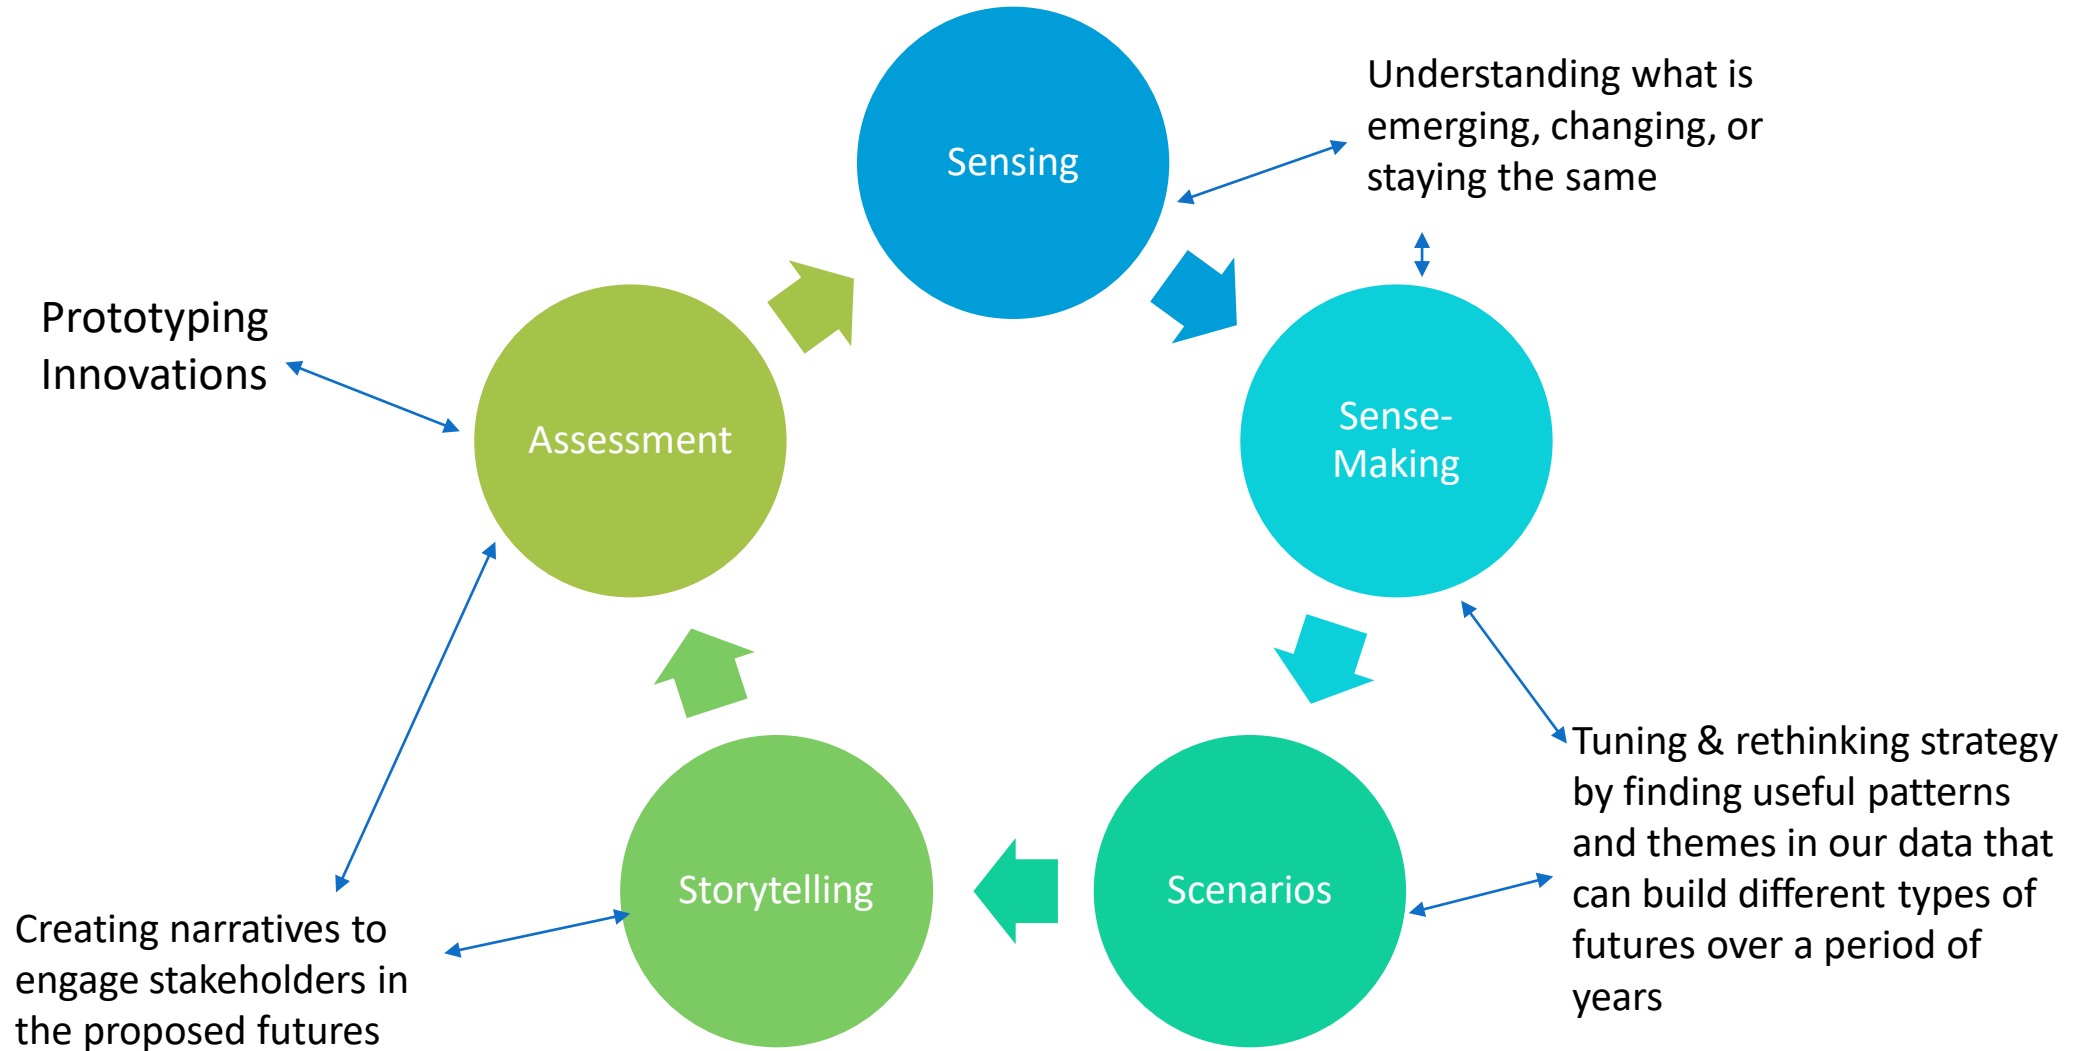 Sensing
Understanding what is
emerging, changing, or
staying the same
Sense-
Making
Tuning & rethinking strategy
by finding useful patterns
and themes in our data that
can build different types of
futures over a period of
years
Scenarios
Storytelling
Creating narratives to
engage stakeholders in
the proposed futures
Assessment
Prototyping
Innovations